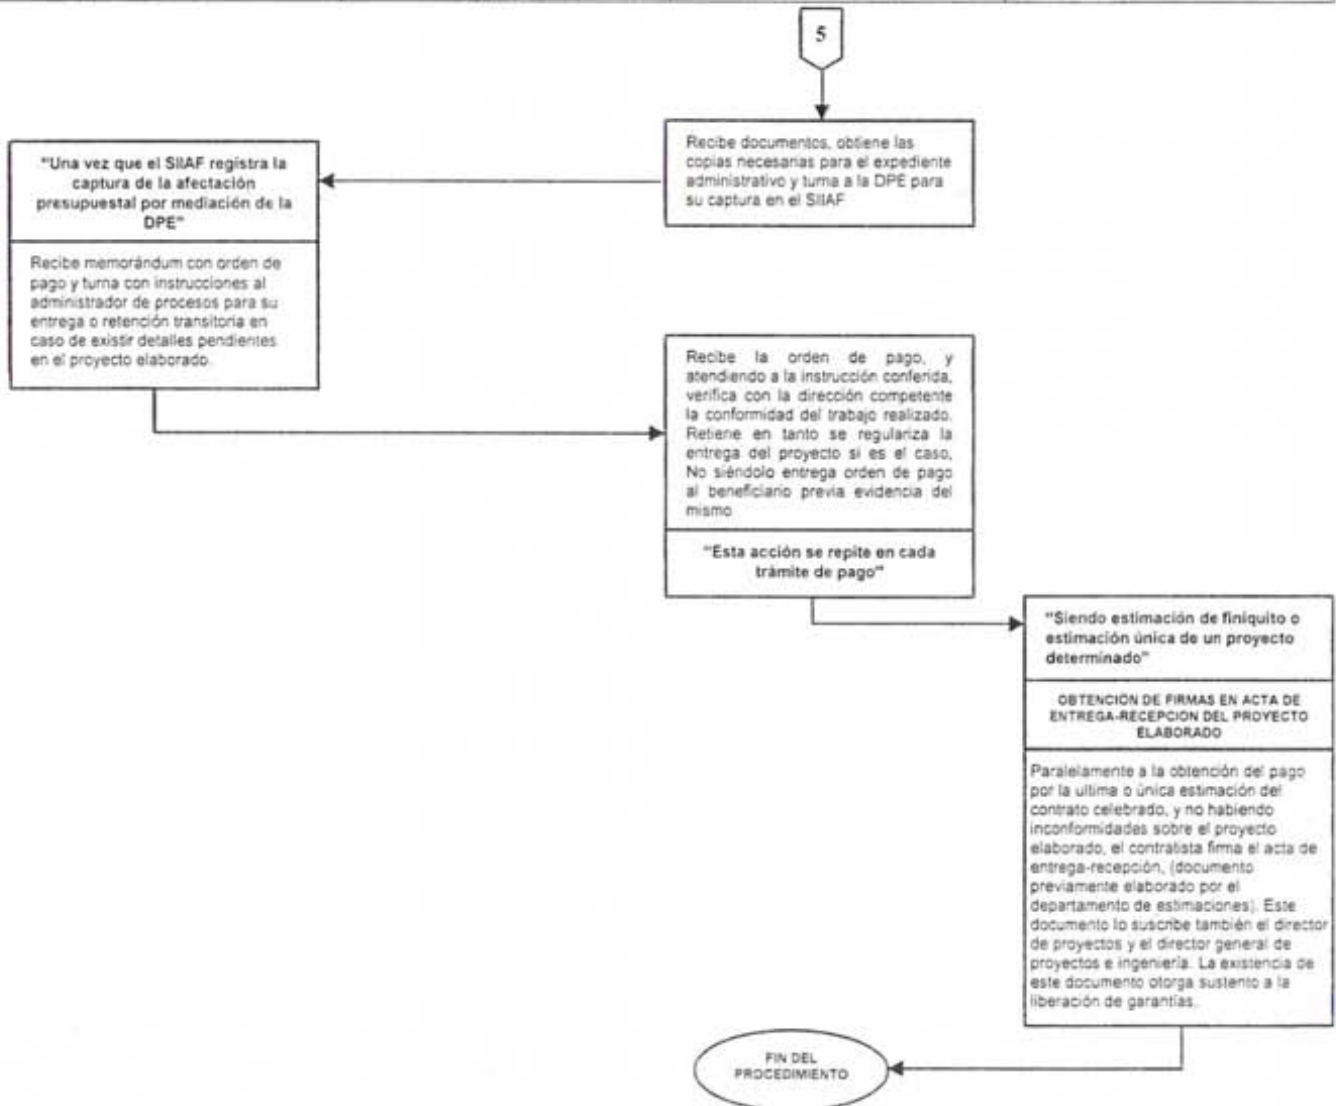 5
Recibe documentos, obtiene las
copias necesarias para el expediente
administrativo y turna a la DPE para
su captura en el SIIAF
"Una vez que el SIIAF registra la
captura de la afectación
presupuestal por mediación de la
DPE"
Recibe memorándum con orden de
pago y turna con instrucciones al
administrador de procesos para su
entrega o retención transitoria en
caso de existir detalles pendientes
en el proyecto elaborado.
Recibe la orden de pago, y
atendiendo a la instrucción conferida,
verifica con la dirección competente
la conformidad del trabajo realizado.
Retiene en tanto se regulariza la
entrega del proyecto si es el caso,
No siéndolo entrega orden de pago
al beneficiario previa evidencia del
mismo
"Esta acción se repite en cada
trámite de pago"
"Siendo estimación de finiquito o
estimación única de un proyecto
determinado"
OBTENCIÓN DE FIRMAS EN ACTA DE
ENTREGA-RECEPCION DEL PROYECTO
ELABORADO
Paralelamente a la obtención del pago
por la ultima o única estimación del
contrato celebrado, y no habiendo
inconformidades sobre el proyecto
elaborado, el contratista firma el acta de
entrega-recepción, (documento
previamente elaborado por el
departamento de estimaciones). Este
documento lo suscribe también el director
de proyectos y el director general de
proyectos e ingeniería. La existencia de
este documento otorga sustento a la
liberación de garantías.
FIN DEL
PROCEDIMIENTO